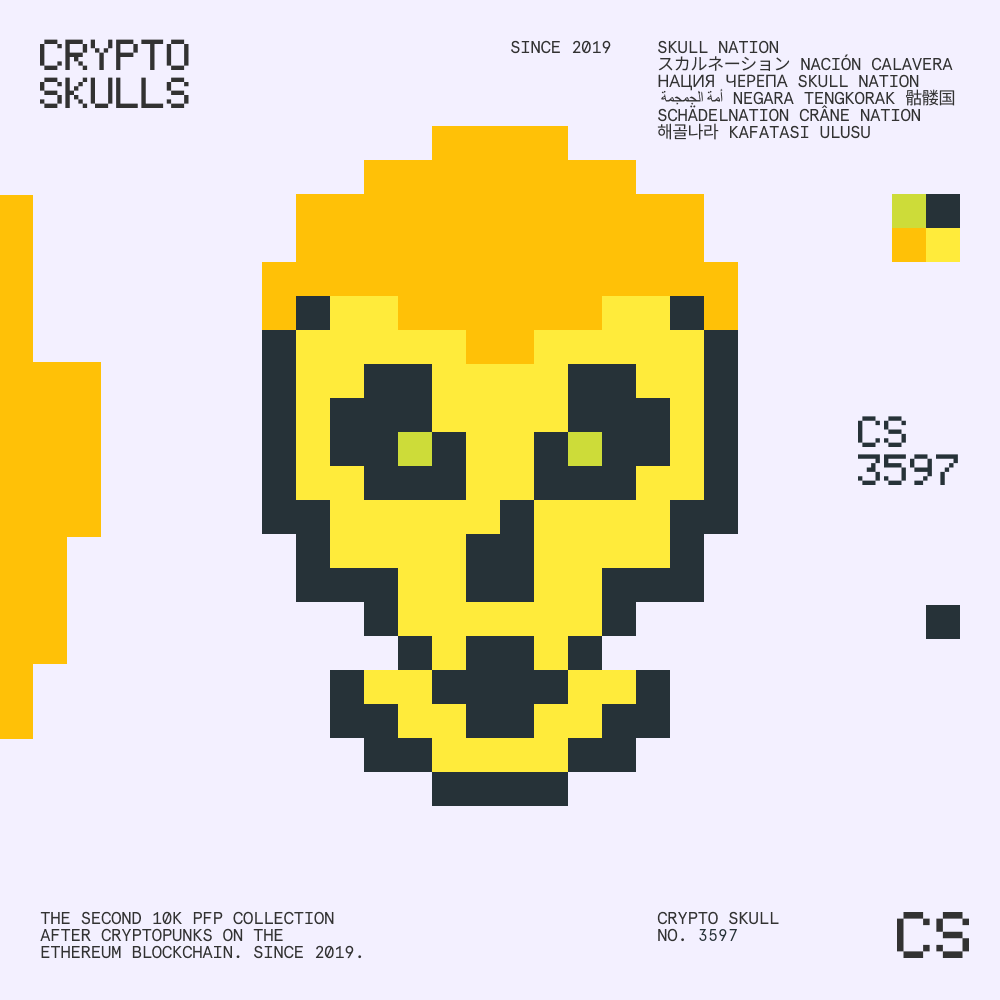 CRYPTO
SKULLS
SINCE 2019
SKULL NATION
スカルネーション NACIÓN CALAVERA
НАЦИЯ ЧЕРЕПА SKULL NATION
أمة الجمجمة NEGARA TENGKORAK 骷髅国
SCHÄDELNATION CRÂNE NATION
해골나라 KAFATASI ULUSU
CS
3597
THE SECOND 10K PFP COLLECTION
AFTER CRYPTOPUNKS ON THE
ETHEREUM BLOCKCHAIN. SINCE 2019.
CRYPTO SKULL
NO. 3597
CS